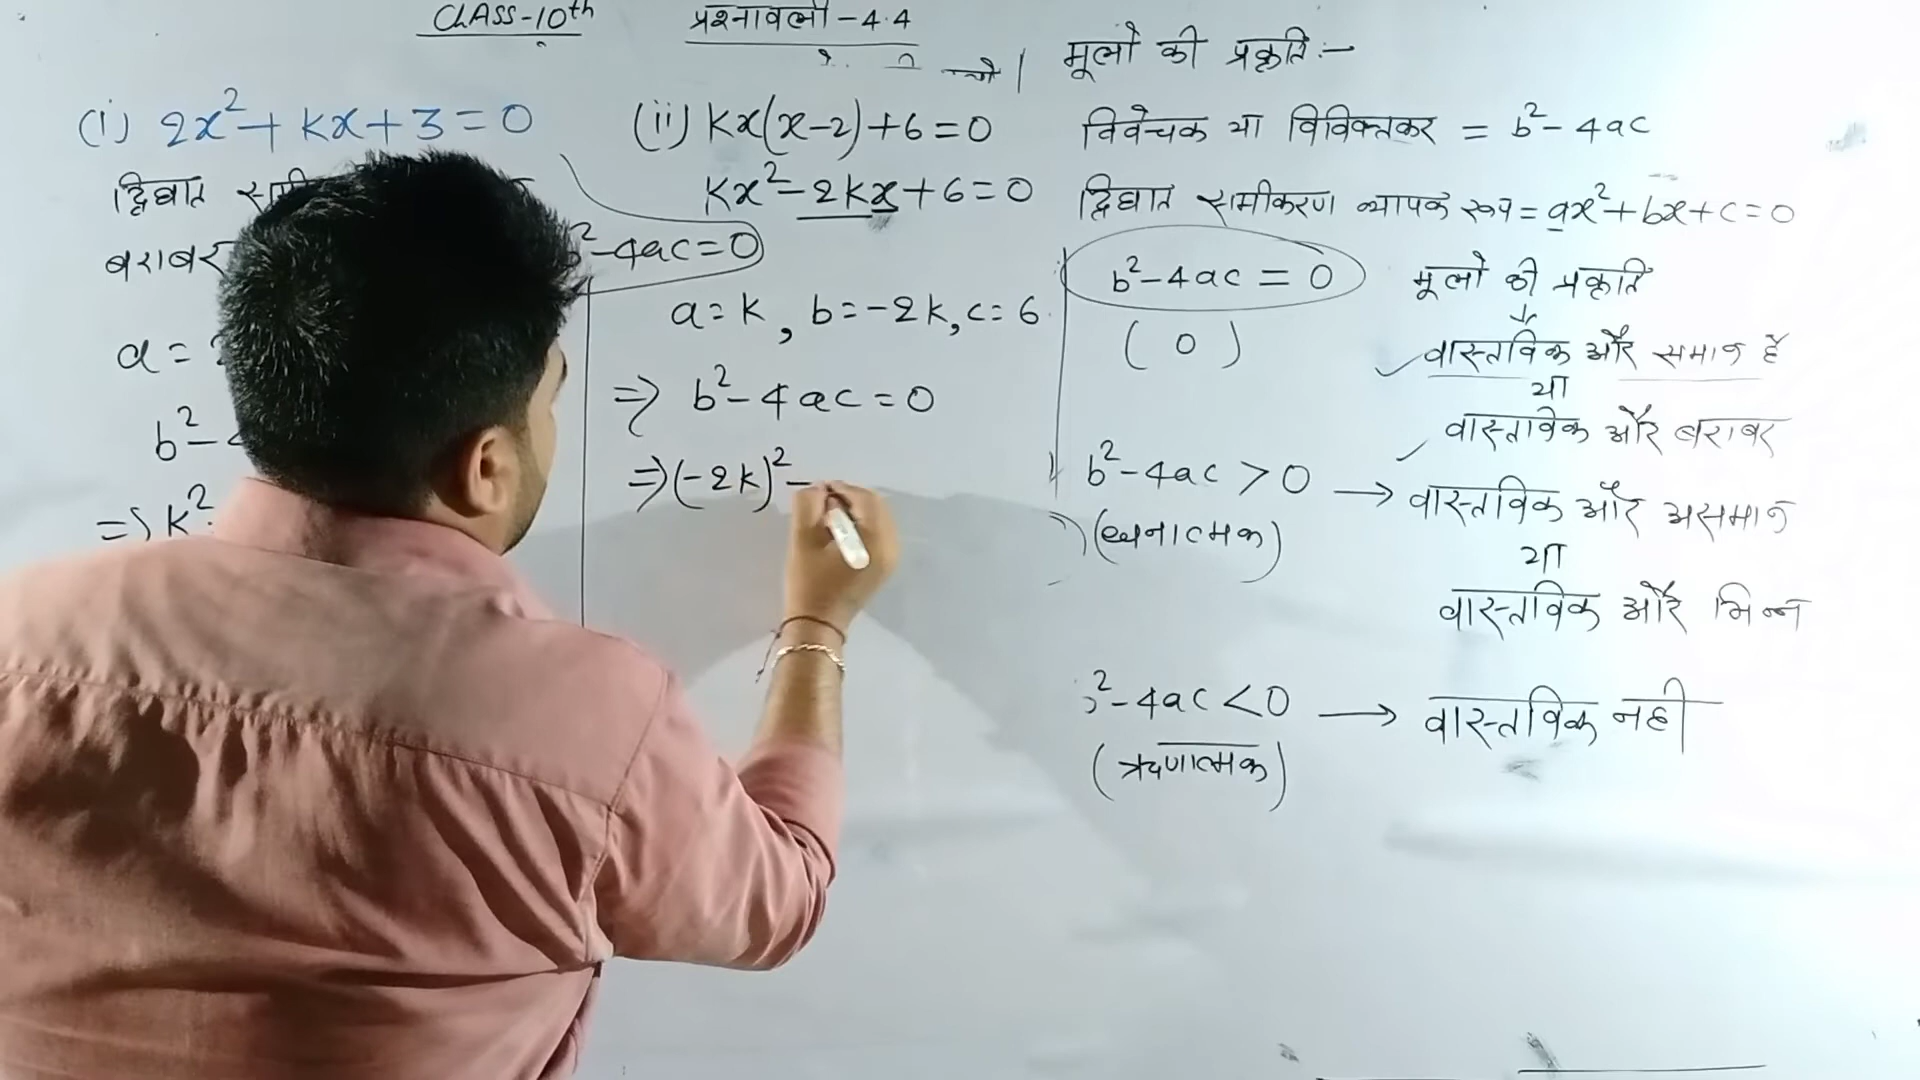 CLASS-10th
प्रश्नावली-4.4
(i) 2x²+kx+3=0
द्विघात
बराबर
b²-4ac=0
a=
b²-
⇒ k²
(ii) kx(x-2)+6=0
kx²-2kx+6=0
a=k, b=-2k, c=6
⇒ b²-4ac=0
⇒ (-2k)²-
मूलो की प्रकृति:-
विवेचक या विविक्तकर = b²-4ac
द्विघात समीकरण व्यापक रूप = ax²+bx+c=0
b²-4ac=0
(0)
मूलो की प्रकृति
वास्तविक और समान है
या
वास्तविक और बराबर
b²-4ac>0 → वास्तविक और असमान
(धनात्मक)
या
वास्तविक और भिन्न
²-4ac<0 → वास्तविक नही
(ऋणात्मक)